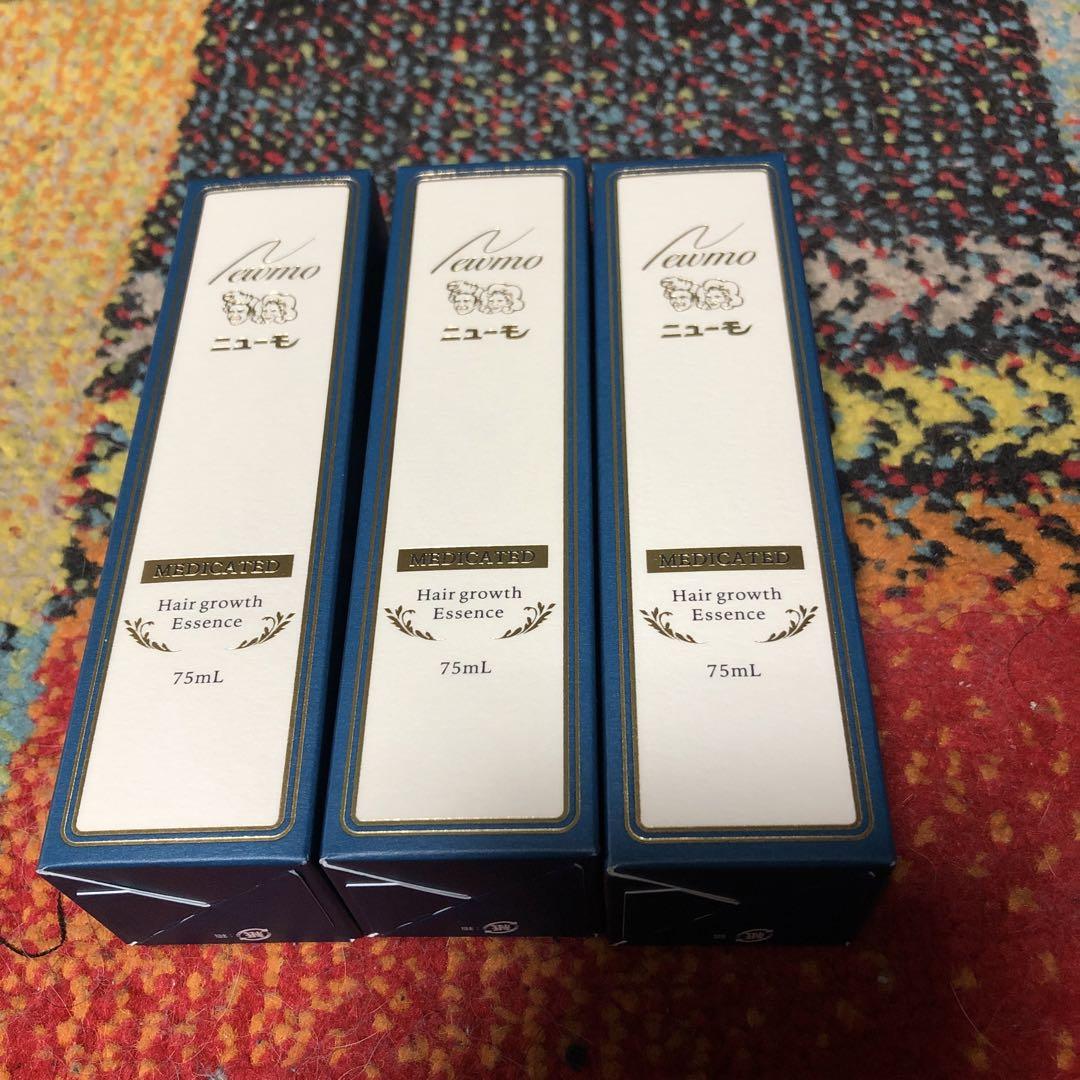 Newmo
ニューモ
MEDICATED
Hair growth
Essence
75mL
Newmo
ニューモ
MEDICATED
Hair growth
Essence
75mL
Newmo
ニューモ
MEDICATED
Hair growth
Essence
75mL